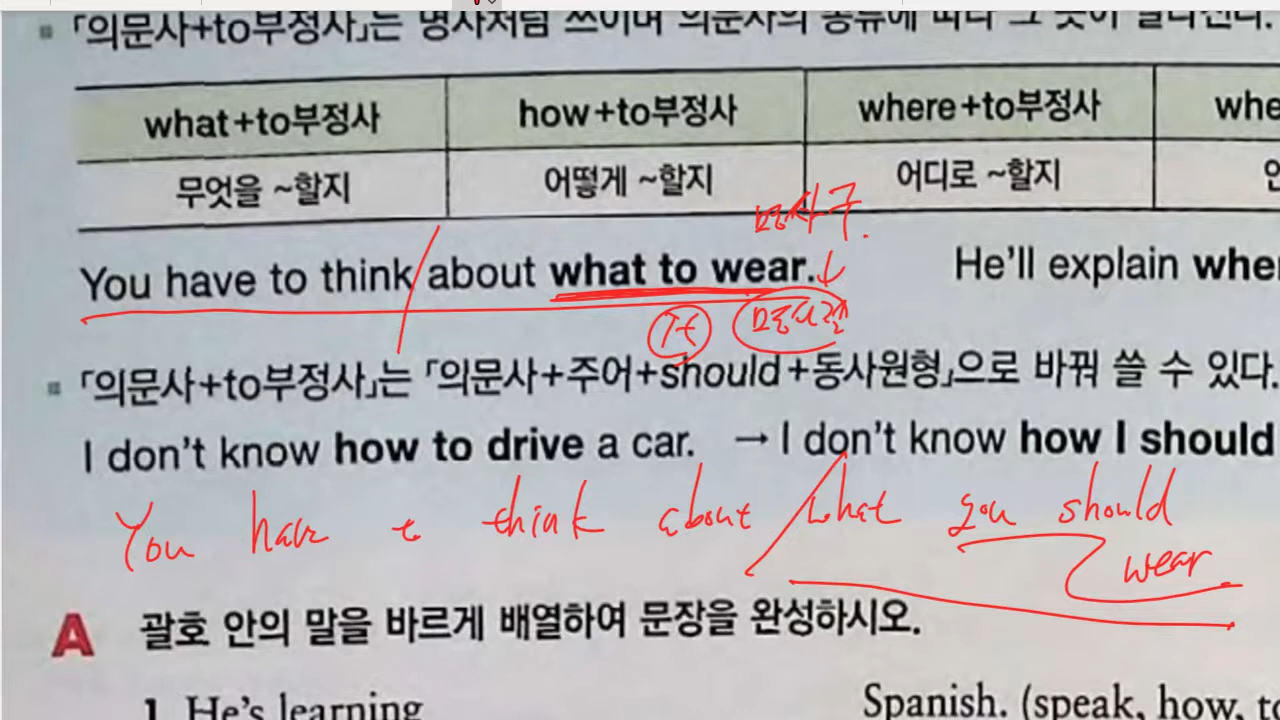 「의문사+to부정사」는 명사처럼 쓰이며 의문사의 종류에 따라 그 뜻이 달라진다.
what+to부정사 how+to부정사 where+to부정사 whe
무엇을 ~할지 어떻게 ~할지 어디로 ~할지 언
명사구.
You have to think about what to wear. He'll explain whe
「의문사+to부정사」는 「의문사+주어+should+동사원형」으로 바꿔 쓸 수 있다.
I don't know how to drive a car. → I don't know how I should
You have to think about what you should
wear.
A 괄호 안의 말을 바르게 배열하여 문장을 완성하시오.
1 He's learning Spanish. (speak, how, to